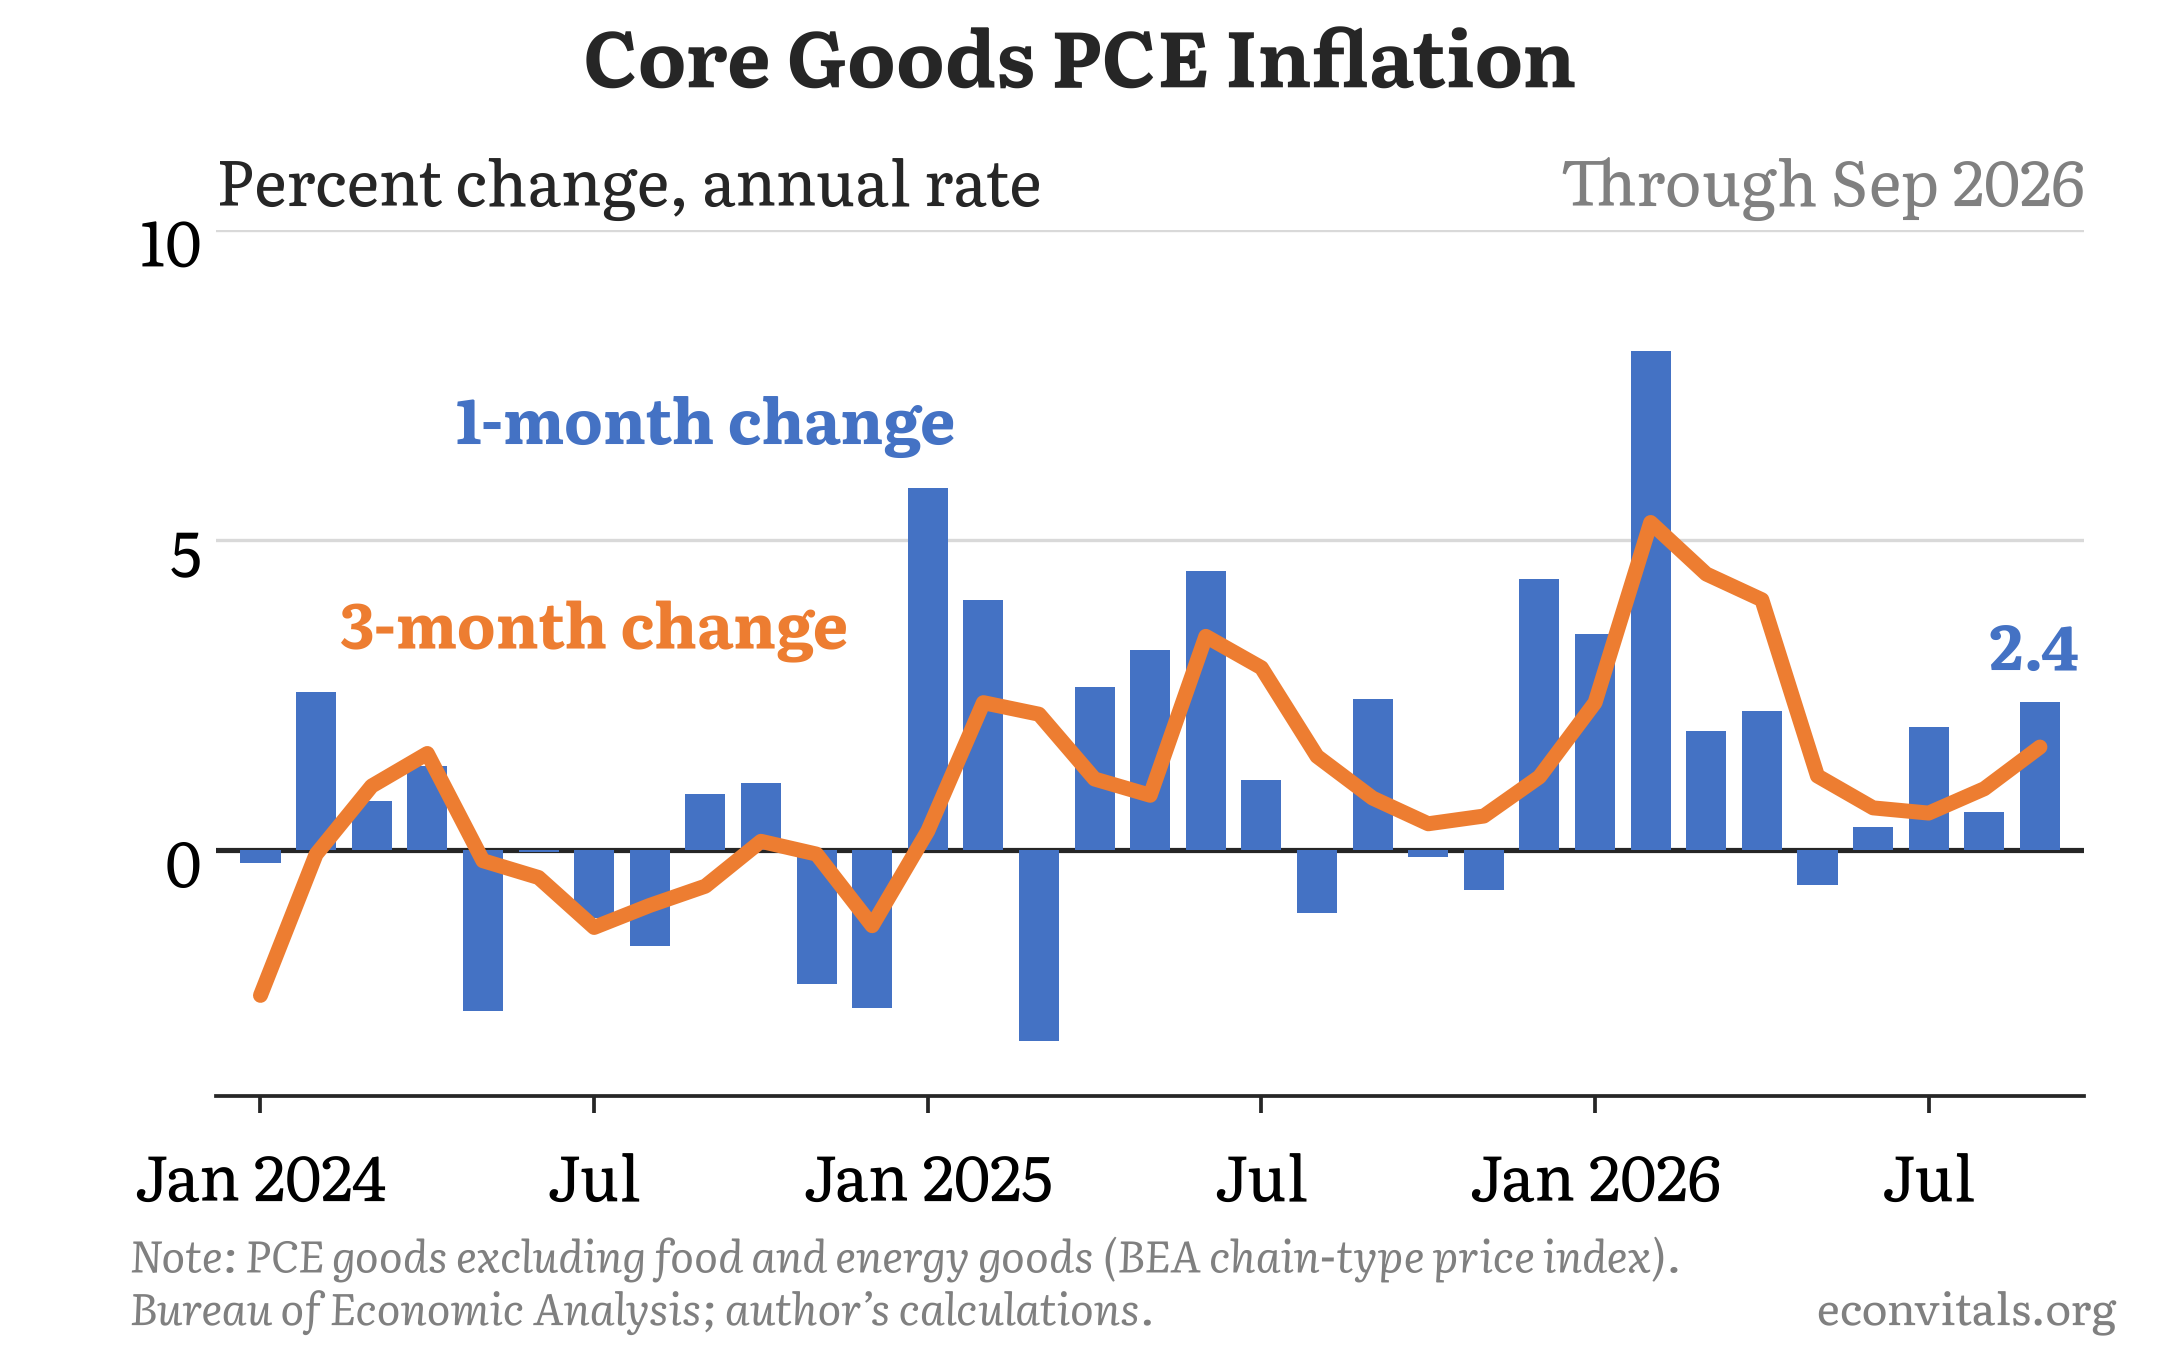 Core Goods PCE Inflation
Percent change, annual rate
Through Sep 2026
10
1-month change
5
3-month change
2.4
0
Jan 2024
Jul
Jan 2025
Jul
Jan 2026
Jul
Note: PCE goods excluding food and energy goods (BEA chain-type price index).
Bureau of Economic Analysis; author’s calculations.
econvitals.org